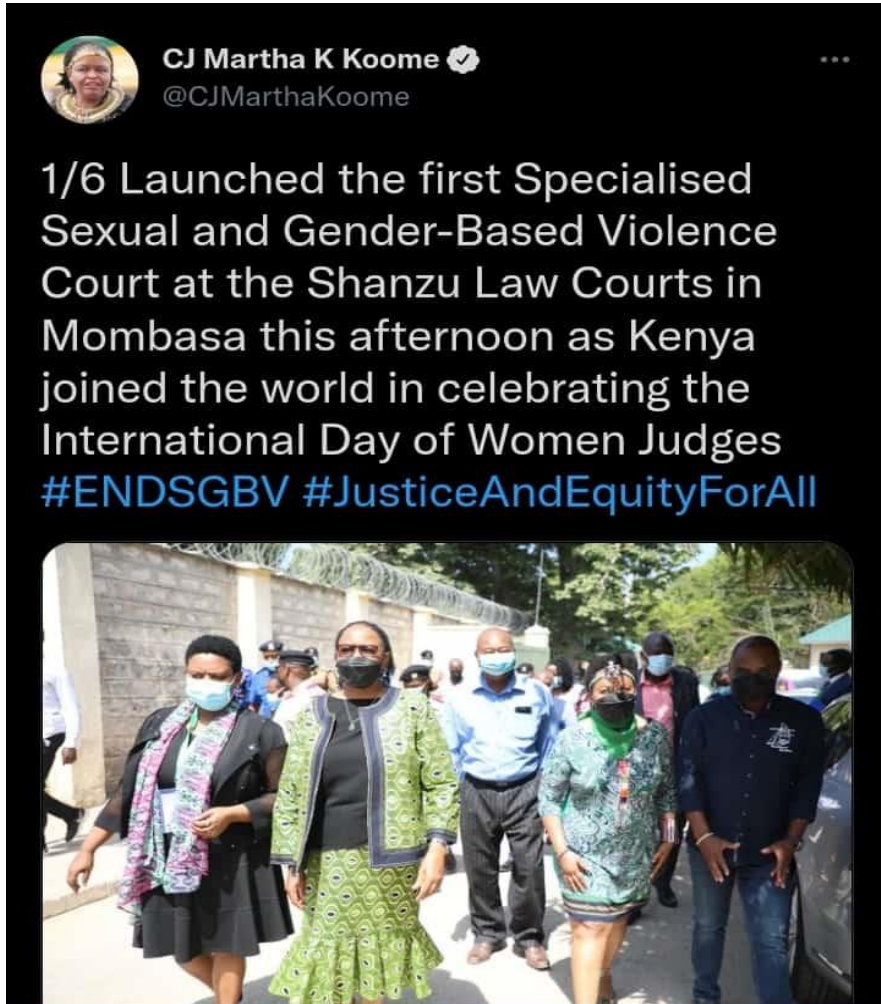 CJ Martha K Koome
@CJMarthaKoome
1/6 Launched the first Specialised
Sexual and Gender-Based Violence
Court at the Shanzu Law Courts in
Mombasa this afternoon as Kenya
joined the world in celebrating the
International Day of Women Judges
#ENDSGBV #JusticeAndEquityForAll